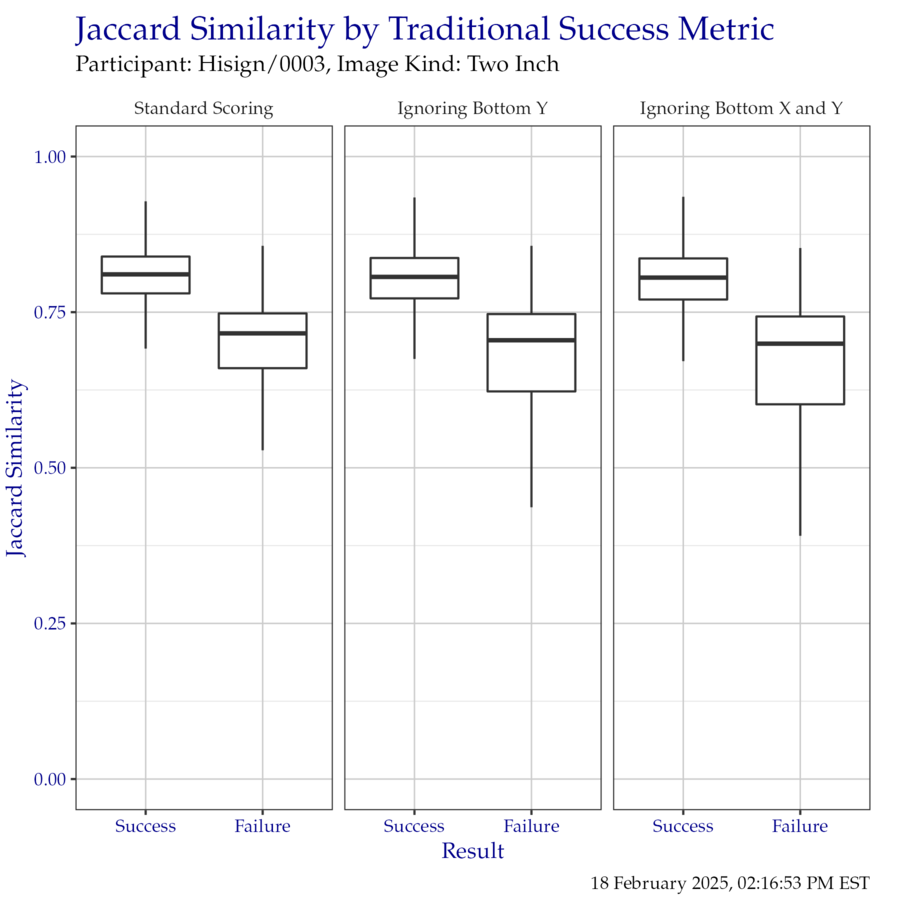 Jaccard Similarity by Traditional Success Metric
Participant: Hisign/0003, Image Kind: Two Inch
Standard Scoring
Ignoring Bottom Y
Ignoring Bottom X and Y
Jaccard Similarity
1.00
0.75
0.50
0.25
0.00
Success
Failure
Success
Failure
Success
Failure
Result
18 February 2025, 02:16:53 PM EST